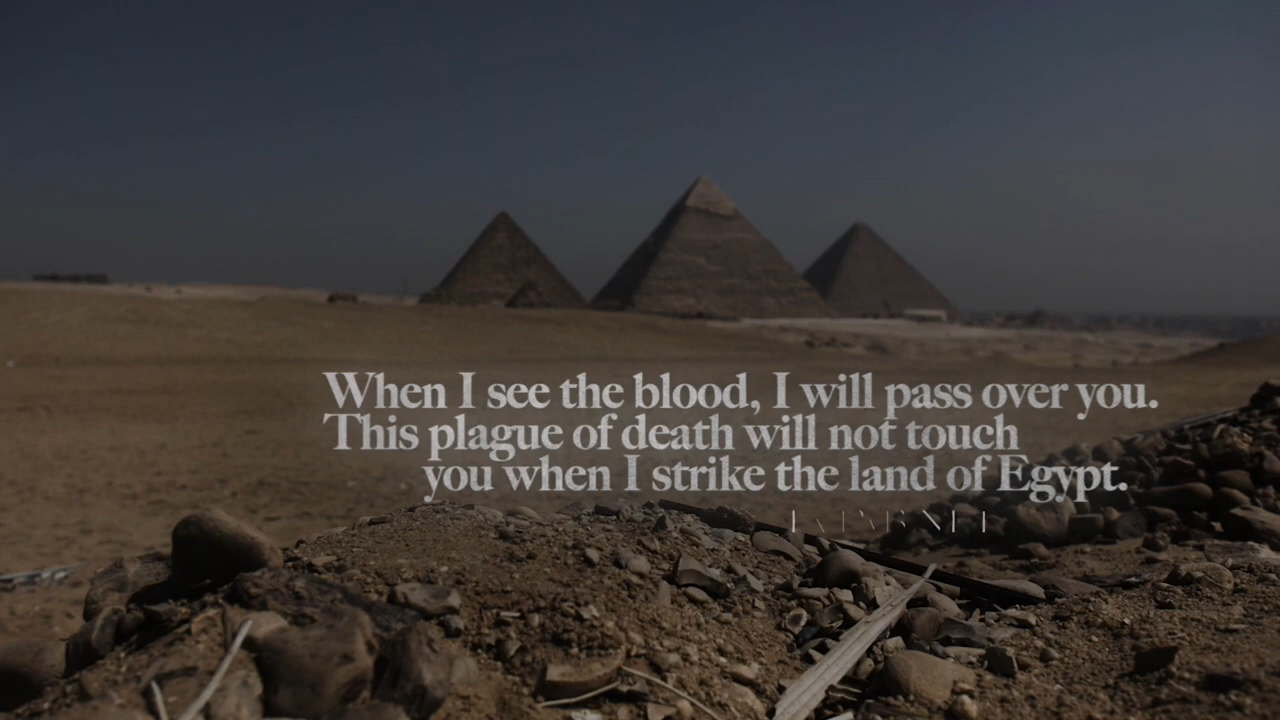 When I see the blood, I will pass over you.
This plague of death will not touch
you when I strike the land of Egypt.